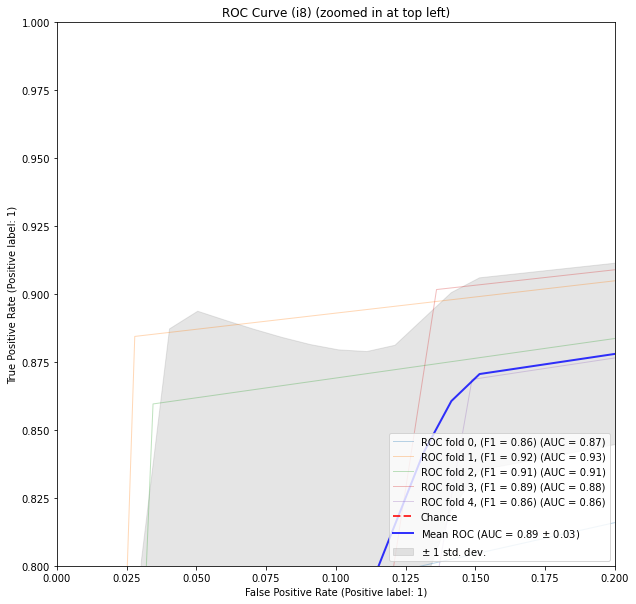 ROC Curve (i8) (zoomed in at top left)
True Positive Rate (Positive label: 1)
1.000
0.975
0.950
0.925
0.900
0.875
0.850
0.825
0.800
ROC fold 0, (F1 = 0.86) (AUC = 0.87)
ROC fold 1, (F1 = 0.92) (AUC = 0.93)
ROC fold 2, (F1 = 0.91) (AUC = 0.91)
ROC fold 3, (F1 = 0.89) (AUC = 0.88)
ROC fold 4, (F1 = 0.86) (AUC = 0.86)
Chance
Mean ROC (AUC = 0.89 ± 0.03)
± 1 std. dev.
0.000 0.025 0.050 0.075 0.100 0.125 0.150 0.175 0.200
False Positive Rate (Positive label: 1)